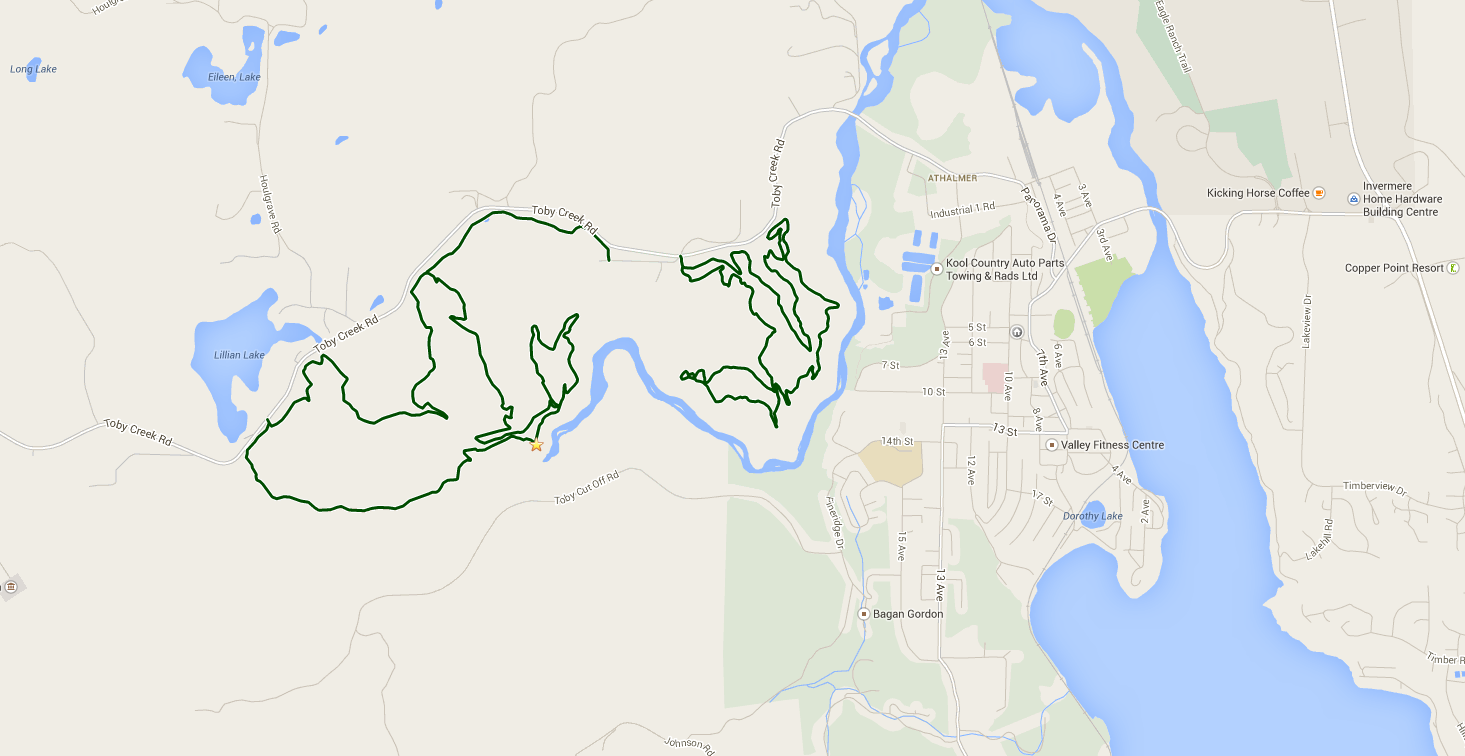 Houlgrave
Eagle Ranch Trail
Long Lake
Eileen, Lake
Toby Creek Rd
Houlgrave Rd
ATHALMER
Kicking Horse Coffee
Invermere
Home Hardware
Building Centre
Panorama Dr
4 Ave
3 Ave
Industrial 1 Rd
Toby Creek Rd
3rd Ave
Kool Country Auto Parts
Towing & Rads Ltd
Copper Point Resort
Lakeview Dr
Toby Creek Rd
Lillian Lake
5 St
6 St
13 Ave
7 St
7th Ave
6 Ave
10 St
10 Ave
8 Ave
Toby Creek Rd
13 St
14th St
Valley Fitness Centre
12 Ave
4 Ave
Toby Cut Off Rd
Timberview Dr
17 St
2 Ave
Dorothy Lake
Pineridge Dr
Lakehill Rd
15 Ave
13 Ave
Bagan Gordon
Timber R
Johnson Rd